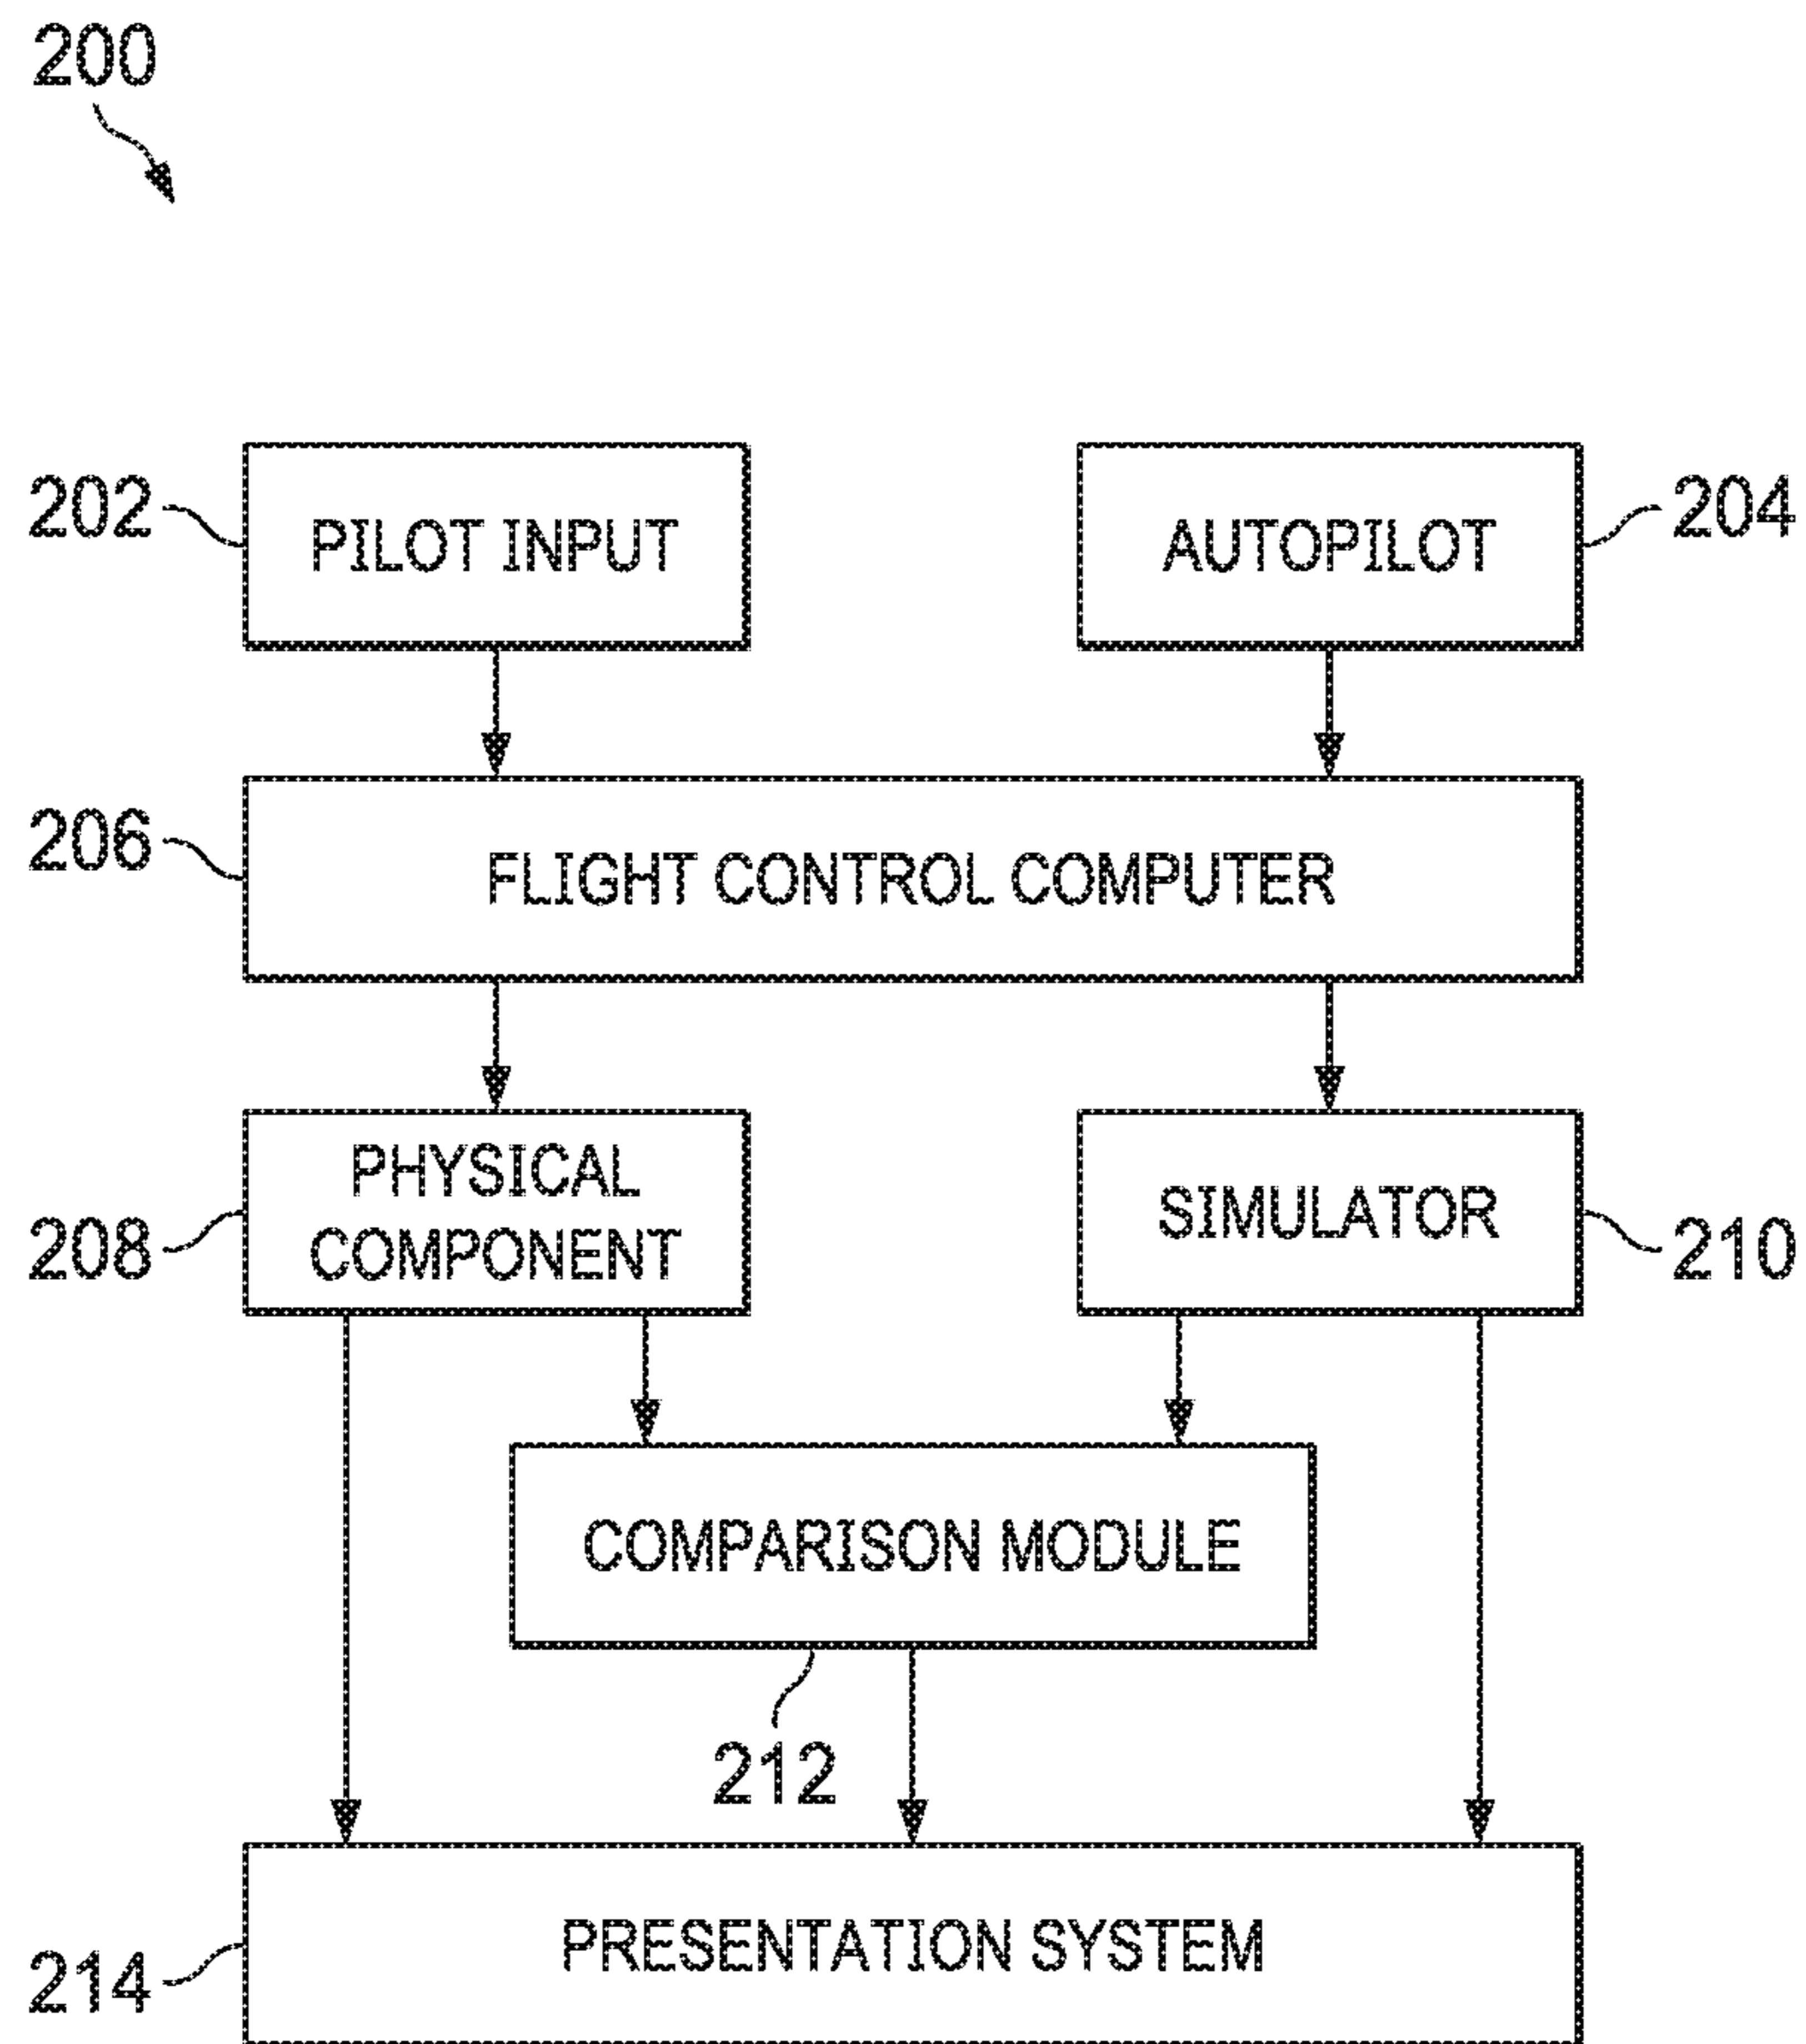 200
202
PILOT INPUT
AUTOPILOT
204
206
FLIGHT CONTROL COMPUTER
208
PHYSICAL
COMPONENT
SIMULATOR
210
COMPARISON MODULE
212
PRESENTATION SYSTEM
214